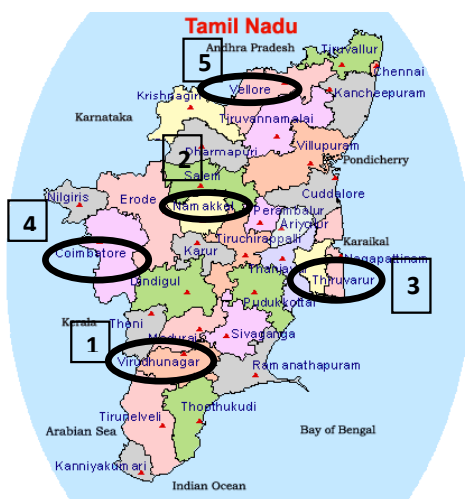 Tamil Nadu
5
Andhra Pradesh
Tiruvallur
Chennai
Vellore
Krishnagiri
Kancheepuram
Karnataka
Tiruvannamalai
2
Dharmapuri
Villupuram
Pondicherry
Salem
Nilgiris
Erode
Namakkal
Cuddalore
Perambalur
4
Ariyalur
Karaikal
Coimbatore
Karur
Tiruchirappalli
Nagapattinam
Thanjavur
Thiruvarur
3
Dindigul
Pudukkottai
Kerala
Theni
1
Madurai
Sivaganga
Virudhunagar
Ramanathapuram
Tirunelveli
Thoothukudi
Arabian Sea
Bay of Bengal
Kanniyakumari
Indian Ocean